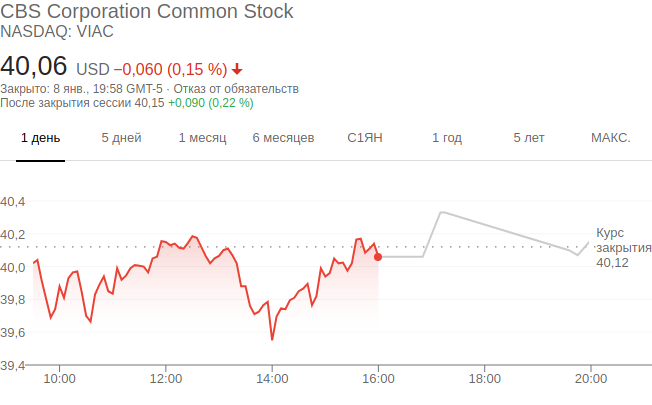 CBS Corporation Common Stock
NASDAQ: VIAC
40,06 USD −0,060 (0,15 %)
Закрыто: 8 янв., 19:58 GMT-5 · Отказ от обязательств
После закрытия сессии 40,15 +0,090 (0,22 %)
1 день 5 дней 1 месяц 6 месяцев С1ЯН 1 год 5 лет МАКС.
40,4
40,2
40,0
39,8
39,6
39,4
Курс
закрытия
40,12
10:00 12:00 14:00 16:00 18:00 20:00